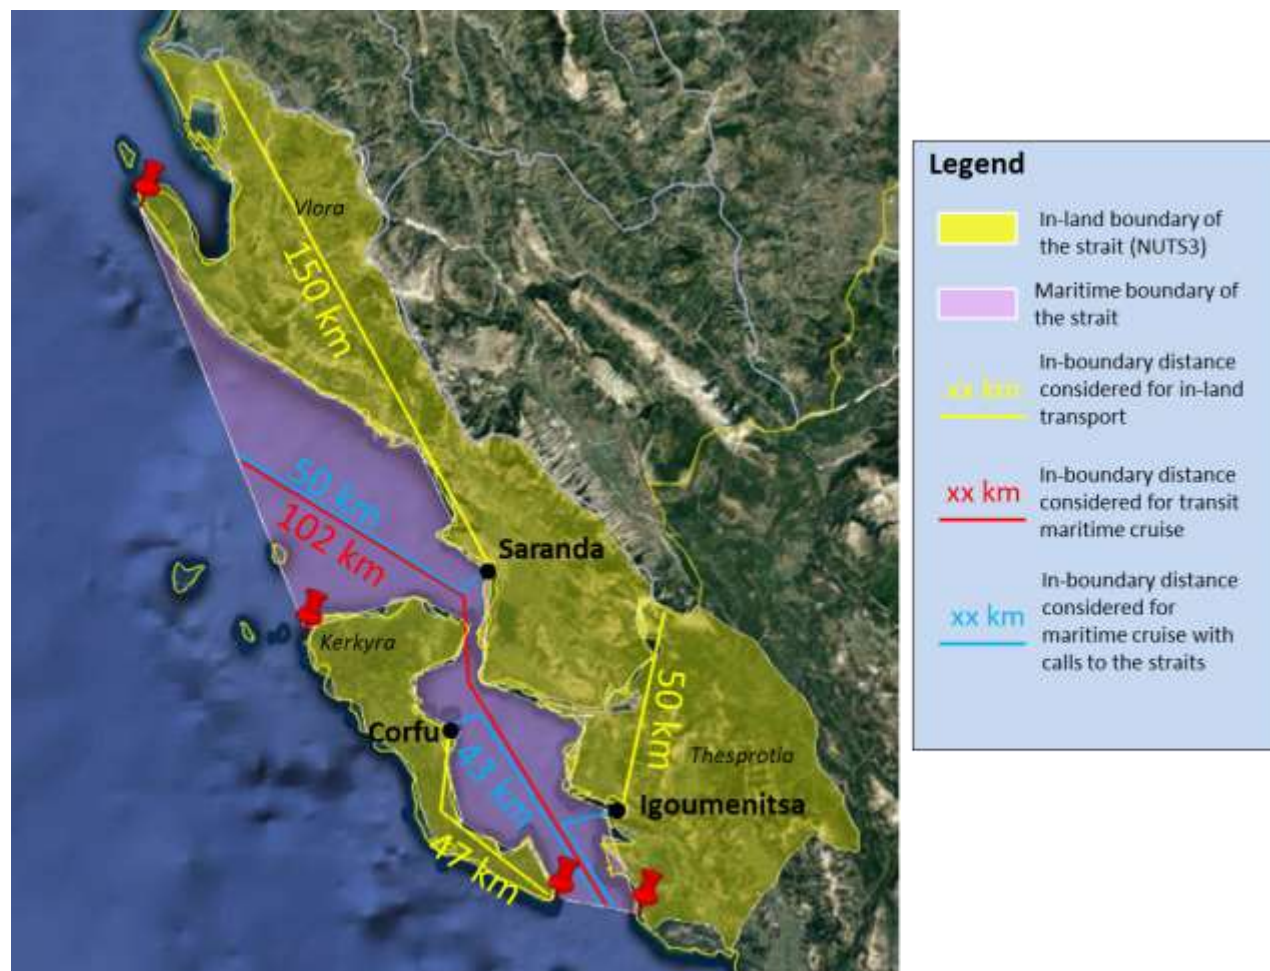 Vlora
150 km
50 km
102 km
Saranda
Kerkyra
Corfu
50 km
43 km
Thesprotia
Igoumenitsa
47 km
Legend
In-land boundary of
the strait (NUTS3)
Maritime boundary of
the strait
xx km
In-boundary distance
considered for in-land
transport
xx km
In-boundary distance
considered for transit
maritime cruise
xx km
In-boundary distance
considered for
maritime cruise with
calls to the straits